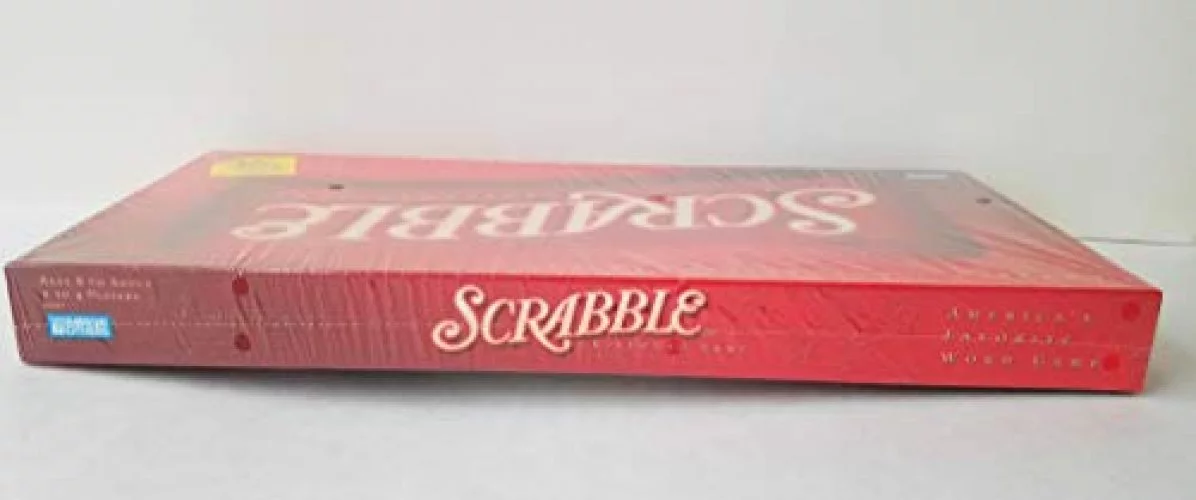 SCRABBLE
AGES 8 TO ADULT
2 TO 4 PLAYERS
SCRABBLE
AMERICA'S
FAVORITE
WORD GAME